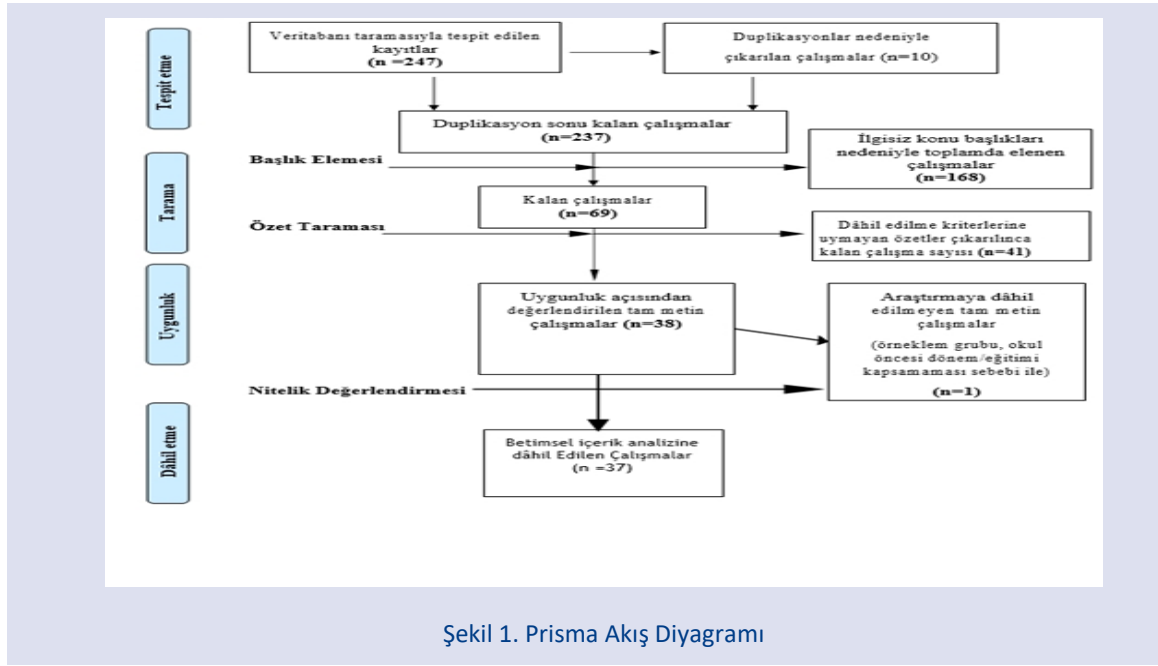 Tespit etme
Veritabanı taramasıyla tespit edilen
kayıtlar
(n =247)
Duplikasyonlar nedeniyle
çıkarılan çalışmalar (n=10)
Duplikasyon sonu kalan çalışmalar
(n=237)
Tarama
Başlık Elemesi
İlgisiz konu başlıkları
nedeniyle toplamda elenen
çalışmalar
(n=168)
Kalan çalışmalar
(n=69)
Özet Taraması
Dâhil edilme kriterlerine
uymayan özetler çıkarılınca
kalan çalışma sayısı (n=41)
Uygunluk
Uygunluk açısından
değerlendirilen tam metin
çalışmalar (n=38)
Araştırmaya dâhil
edilmeyen tam metin
çalışmalar
(örneklem grubu, okul
öncesi dönem/eğitimi
kapsamaması sebebi ile)
(n=1)
Nitelik Değerlendirmesi
Dâhil etme
Betimsel içerik analizine
dâhil Edilen Çalışmalar
(n =37)
Şekil 1. Prisma Akış Diyagramı